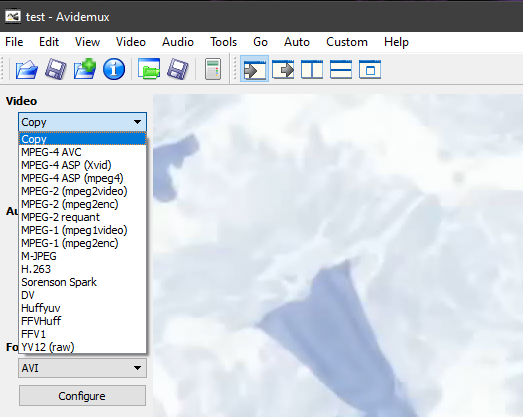 test - Avidemux
File Edit View Video Audio Tools Go Auto Custom Help
Video
Copy
Copy
MPEG-4 AVC
MPEG-4 ASP (Xvid)
MPEG-4 ASP (mpeg4)
MPEG-2 (mpeg2video)
MPEG-2 (mpeg2enc)
MPEG-2 requant
MPEG-1 (mpeg1video)
MPEG-1 (mpeg2enc)
M-JPEG
H.263
Sorenson Spark
DV
Huffyuv
FFVHuff
FFV1
YV12 (raw)
Au
Fo
AVI
Configure